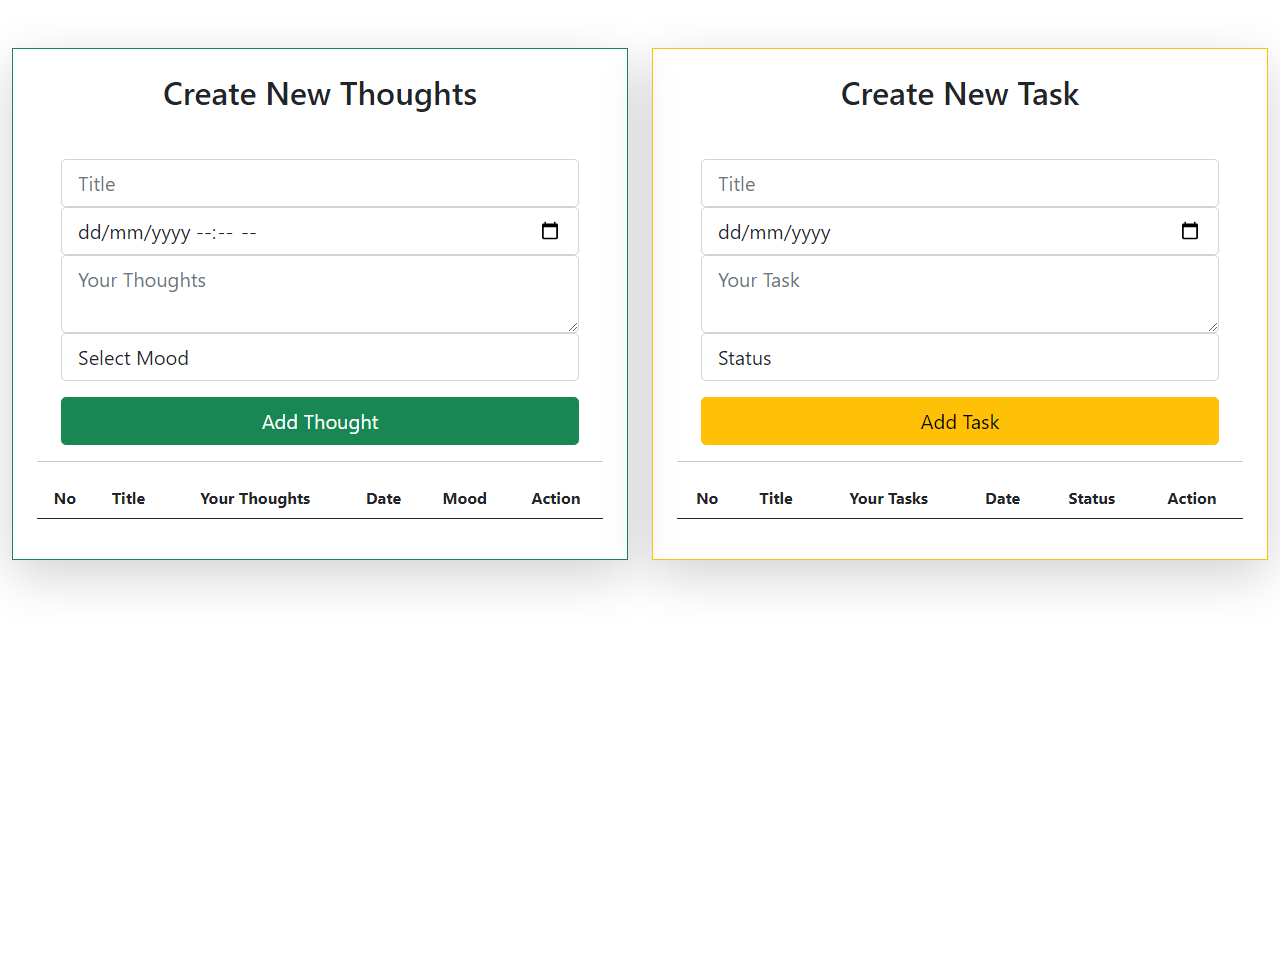 Create New Thoughts
Title
dd/mm/yyyy --:-- --
Your Thoughts
Select Mood
Add Thought
No Title Your Thoughts Date Mood Action
Create New Task
Title
dd/mm/yyyy
Your Task
Status
Add Task
No Title Your Tasks Date Status Action